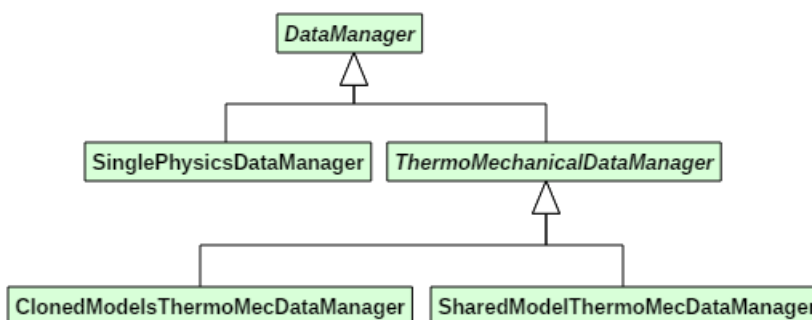 DataManager
SinglePhysicsDataManager
ThermoMechanicalDataManager
ClonedModelsThermoMecDataManager
SharedModelThermoMecDataManager